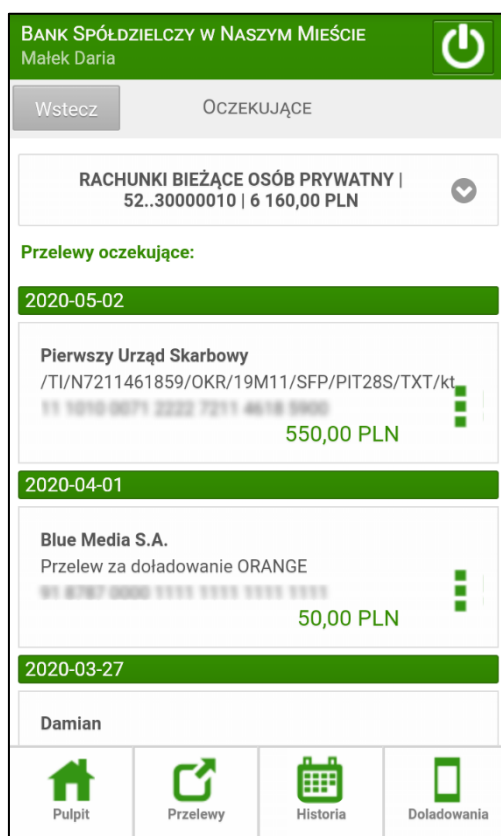 BANK SPÓŁDZIELCZY W NASZYM MIEŚCIE
Małek Daria
Wstecz
OCZEKUJĄCE
RACHUNKI BIEŻĄCE OSÓB PRYWATNY |
52..30000010 | 6 160,00 PLN
Przelewy oczekujące:
2020-05-02
Pierwszy Urząd Skarbowy
/TI/N7211461859/OKR/19M11/SFP/PIT28S/TXT/kt
550,00 PLN
2020-04-01
Blue Media S.A.
Przelew za doładowanie ORANGE
50,00 PLN
2020-03-27
Damian
Pulpit
Przelewy
Historia
Doladowania